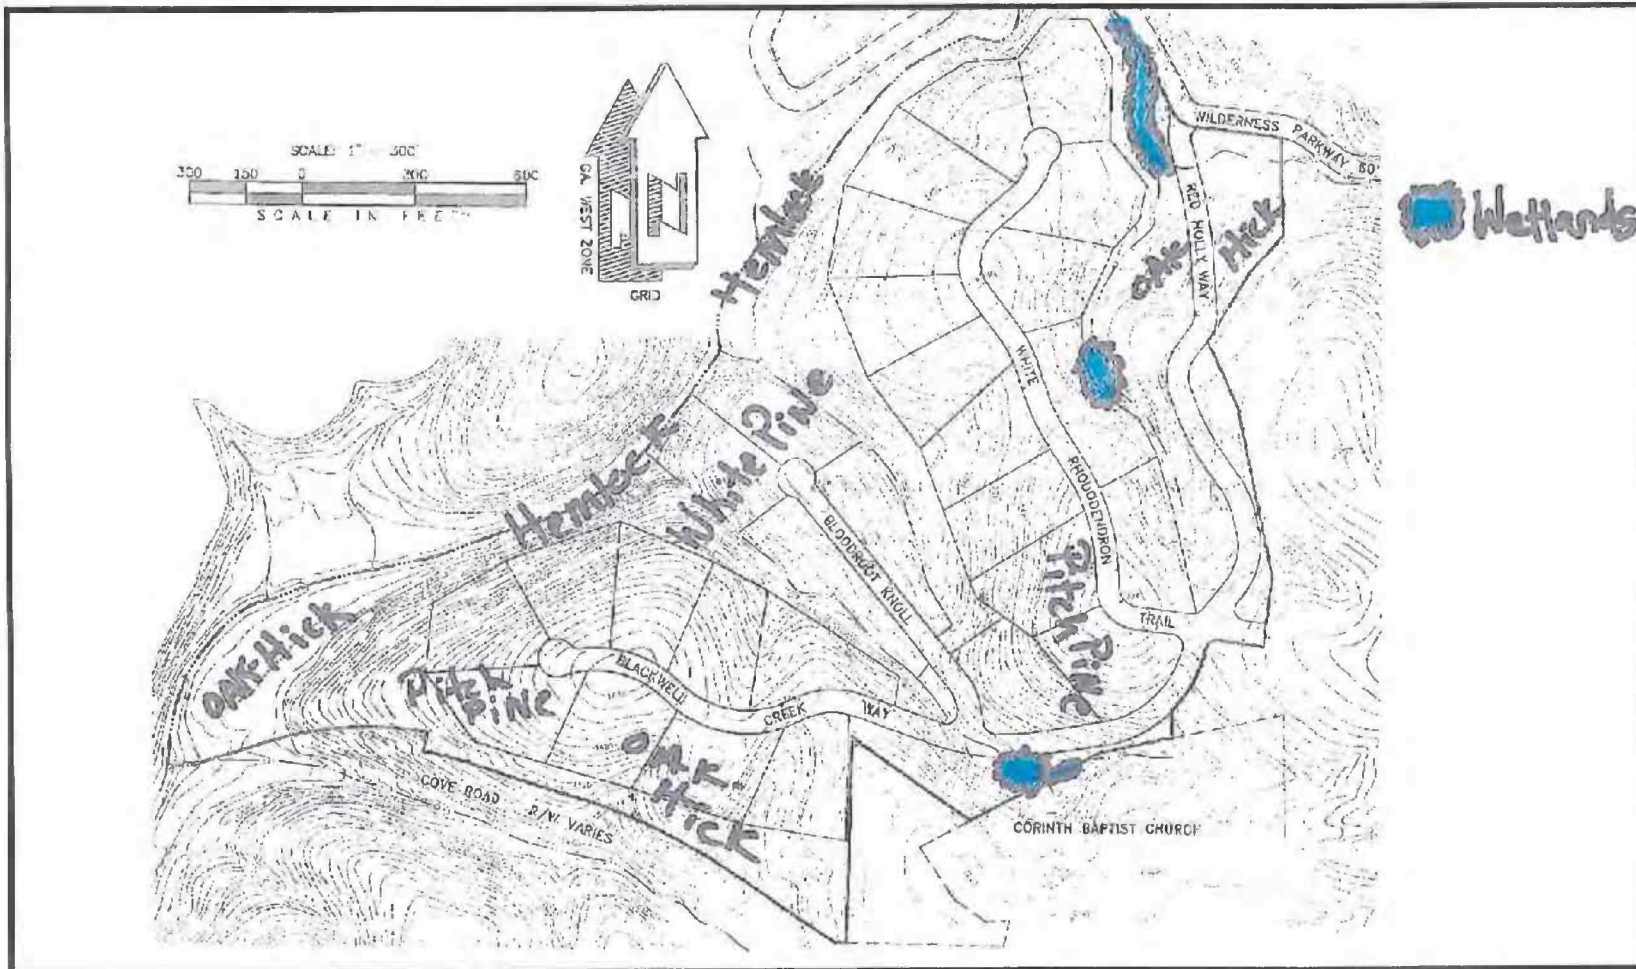 SCALE: 1" = 300'
300 150 0 300 600
SCALE IN FEET
GA. WEST ZONE
N
GRID
WILDERNESS PARKWAY 60'
Wetlands
RED HOLLY WAY
OAK
HICK
Hemlock
WHITE
RHODODENDRON
TRAIL
White Pine
Hemlock
BLOODROOT KNOLL
Pitch Pine
OAK-HICK
Pitch
PINE
BLACKWELL
CREEK
WAY
OAK-
HICK
COVE ROAD R/W VARIES
CORINTH BAPTIST CHURCH